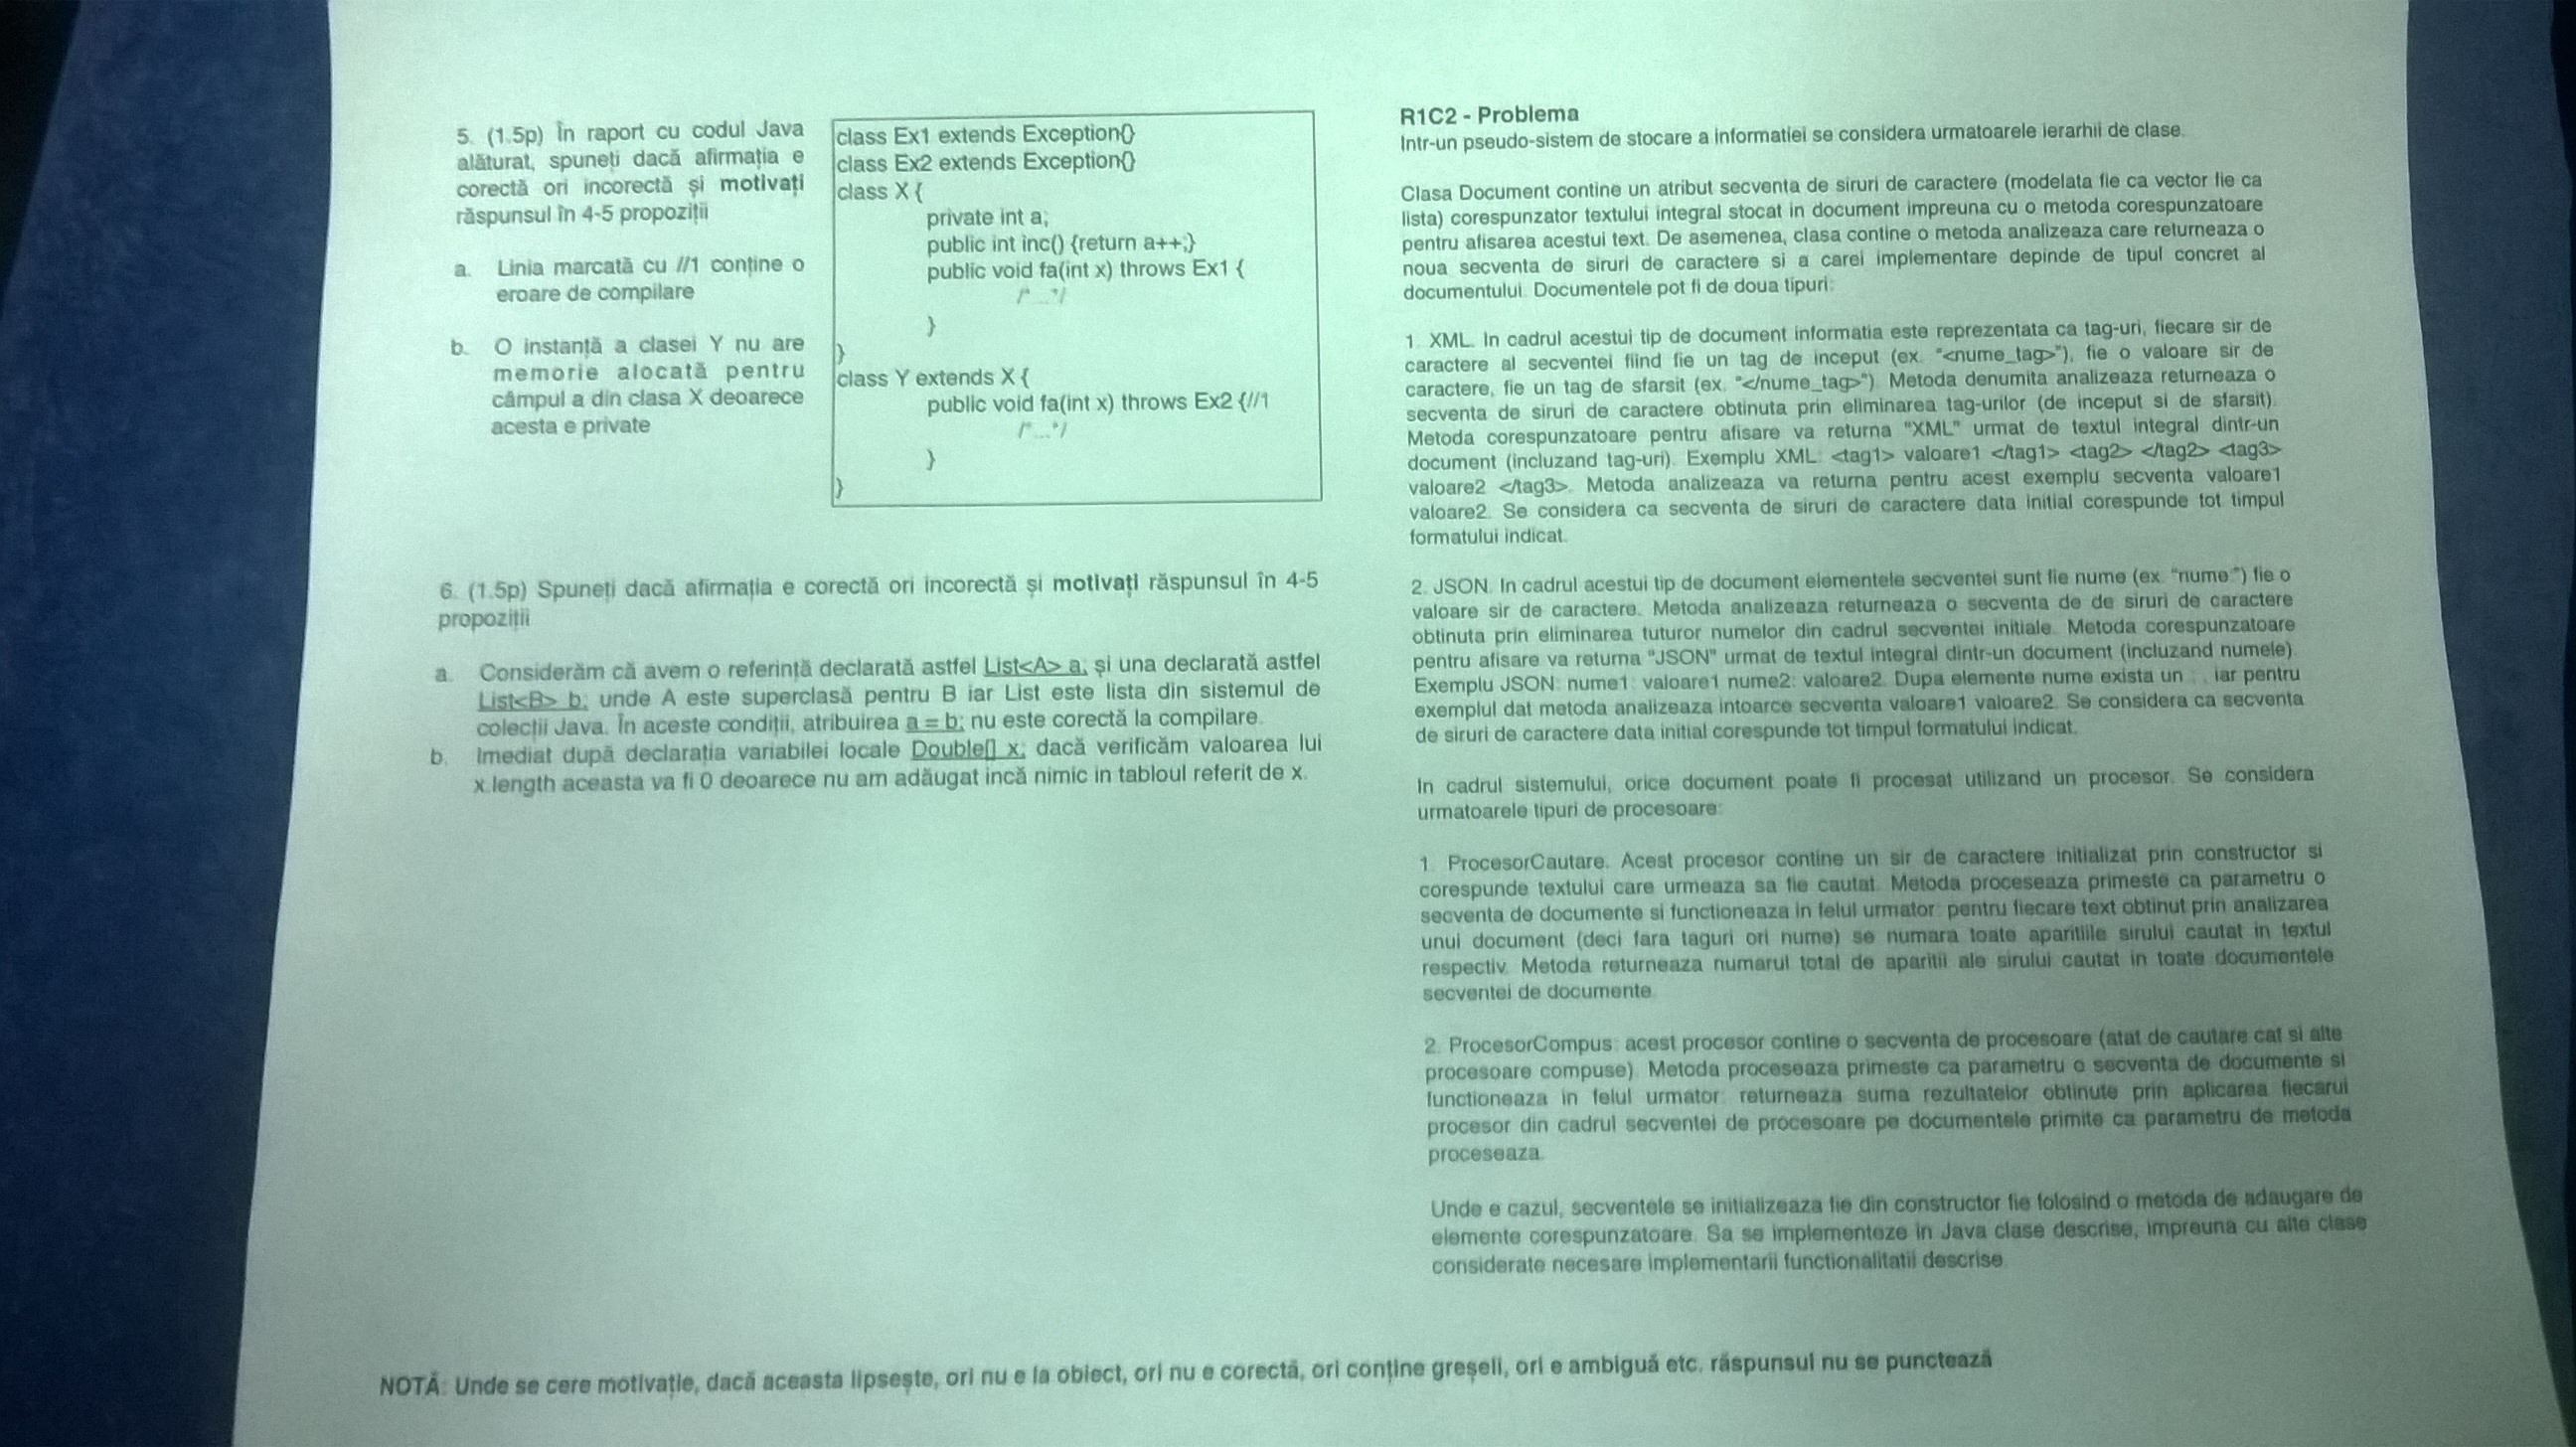 5. (1.5p) În raport cu codul Java
alăturat, spuneți dacă afirmația e
corectă ori incorectă și motivați
răspunsul în 4-5 propoziții
a. Linia marcată cu //1 conține o
eroare de compilare
b. O instanță a clasei Y nu are
memorie alocată pentru
câmpul a din clasa X deoarece
acesta e private
class Ex1 extends Exception{}
class Ex2 extends Exception{}
class X {
private int a;
public int inc() {return a++;}
public void fa(int x) throws Ex1 {
/*...*/
}
}
class Y extends X {
public void fa(int x) throws Ex2 {//1
/*...*/
}
}
6. (1.5p) Spuneți dacă afirmația e corectă ori incorectă și motivați răspunsul în 4-5
propoziții
a. Considerăm că avem o referință declarată astfel List<A> a; și una declarată astfel
List<B> b; unde A este superclasă pentru B iar List este lista din sistemul de
colecții Java. În aceste condiții, atribuirea a = b; nu este corectă la compilare.
b. Imediat după declarația variabilei locale Double[] x; dacă verificăm valoarea lui
x.length aceasta va fi 0 deoarece nu am adăugat incă nimic in tabloul referit de x.
R1C2 - Problema
Intr-un pseudo-sistem de stocare a informatiei se considera urmatoarele ierarhii de clase.
Clasa Document contine un atribut secventa de siruri de caractere (modelata fie ca vector fie ca
lista) corespunzator textului integral stocat in document impreuna cu o metoda corespunzatoare
pentru afisarea acestui text. De asemenea, clasa contine o metoda analizeaza care returneaza o
noua secventa de siruri de caractere si a carei implementare depinde de tipul concret al
documentului. Documentele pot fi de doua tipuri:
1. XML. In cadrul acestui tip de document informatia este reprezentata ca tag-uri, fiecare sir de
caractere al secventei fiind fie un tag de inceput (ex. "<nume_tag>"), fie o valoare sir de
caractere, fie un tag de sfarsit (ex. "</nume_tag>"). Metoda denumita analizeaza returneaza o
secventa de siruri de caractere obtinuta prin eliminarea tag-urilor (de inceput si de sfarsit).
Metoda corespunzatoare pentru afisare va returna "XML" urmat de textul integral dintr-un
document (incluzand tag-uri). Exemplu XML: <tag1> valoare1 </tag1> <tag2> </tag2> <tag3>
valoare2 </tag3>. Metoda analizeaza va returna pentru acest exemplu secventa valoare1
valoare2. Se considera ca secventa de siruri de caractere data initial corespunde tot timpul
formatului indicat.
2. JSON. In cadrul acestui tip de document elementele secventei sunt fie nume (ex. "nume:") fie o
valoare sir de caractere. Metoda analizeaza returneaza o secventa de de siruri de caractere
obtinuta prin eliminarea tuturor numelor din cadrul secventei initiale. Metoda corespunzatoare
pentru afisare va returna "JSON" urmat de textul integral dintr-un document (incluzand numele).
Exemplu JSON: nume1: valoare1 nume2: valoare2. Dupa elemente nume exista un : , iar pentru
exemplul dat metoda analizeaza intoarce secventa valoare1 valoare2. Se considera ca secventa
de siruri de caractere data initial corespunde tot timpul formatului indicat.
In cadrul sistemului, orice document poate fi procesat utilizand un procesor. Se considera
urmatoarele tipuri de procesoare:
1. ProcesorCautare. Acest procesor contine un sir de caractere initializat prin constructor si
corespunde textului care urmeaza sa fie cautat. Metoda proceseaza primeste ca parametru o
secventa de documente si functioneaza in felul urmator: pentru fiecare text obtinut prin analizarea
unui document (deci fara taguri ori nume) se numara toate aparitiile sirului cautat in textul
respectiv. Metoda returneaza numarul total de aparitii ale sirului cautat in toate documentele
secventei de documente.
2. ProcesorCompus: acest procesor contine o secventa de procesoare (atat de cautare cat si alte
procesoare compuse). Metoda proceseaza primeste ca parametru o secventa de documente si
functioneaza in felul urmator: returneaza suma rezultatelor obtinute prin aplicarea fiecarui
procesor din cadrul secventei de procesoare pe documentele primite ca parametru de metoda
proceseaza.
Unde e cazul, secventele se initializeaza fie din constructor fie folosind o metoda de adaugare de
elemente corespunzatoare. Sa se implementeze in Java clase descrise, impreuna cu alte clase
considerate necesare implementarii functionalitatii descrise.
NOTĂ: Unde se cere motivație, dacă aceasta lipsește, ori nu e la obiect, ori nu e corectă, ori conține greșeli, ori e ambiguă etc. răspunsul nu se punctează